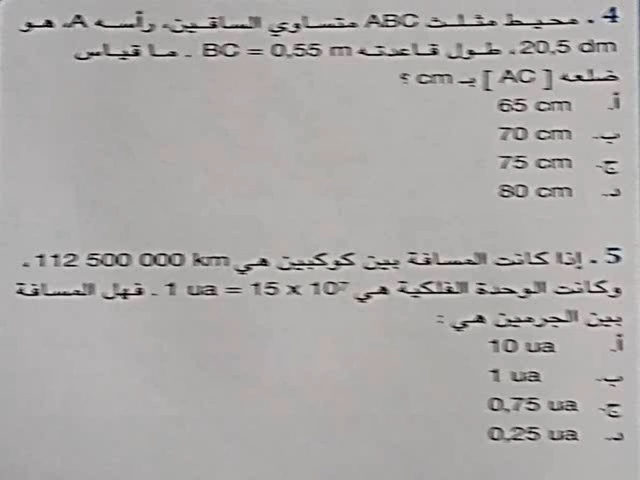 4 ـ محيط مثلث ABC متساوي الساقين، رأسه A، هو
20,5 dm. طول قاعدته BC = 0,55 m ـ ما قياس
ضلعه [ AC ] بـ cm ؟
أ. 65 cm
ب. 70 cm
ج. 75 cm
د. 80 cm
5 ـ إذا كانت المسافة بين كوكبين هي 112 500 000 km ـ
وكانت الوحدة الفلكية هي 1 ua = 15 x 10⁷ ـ فهل المسافة
بين الجرمين هي :
أ. 10 ua
ب. 1 ua
ج. 0,75 ua
د. 0,25 ua